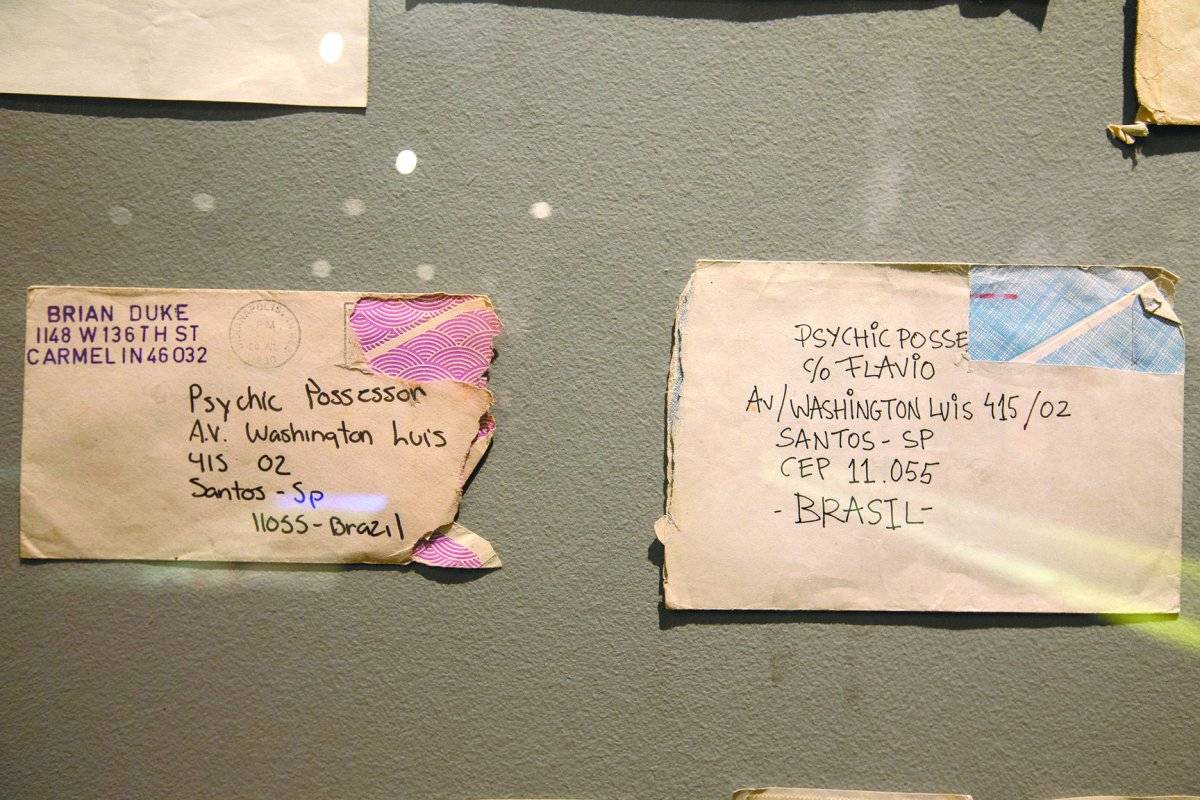 BRIAN DUKE
1148 W 136TH ST
CARMEL IN 46032
PM
Psychic Possessor
A.V. Washington Luis
415 02
Santos - Sp
11055 - Brazil
PSYCHIC POSSE
c/o FLAVIO
AV/WASHINGTON LUIS 415/02
SANTOS - SP
CEP 11.055
- BRASIL -